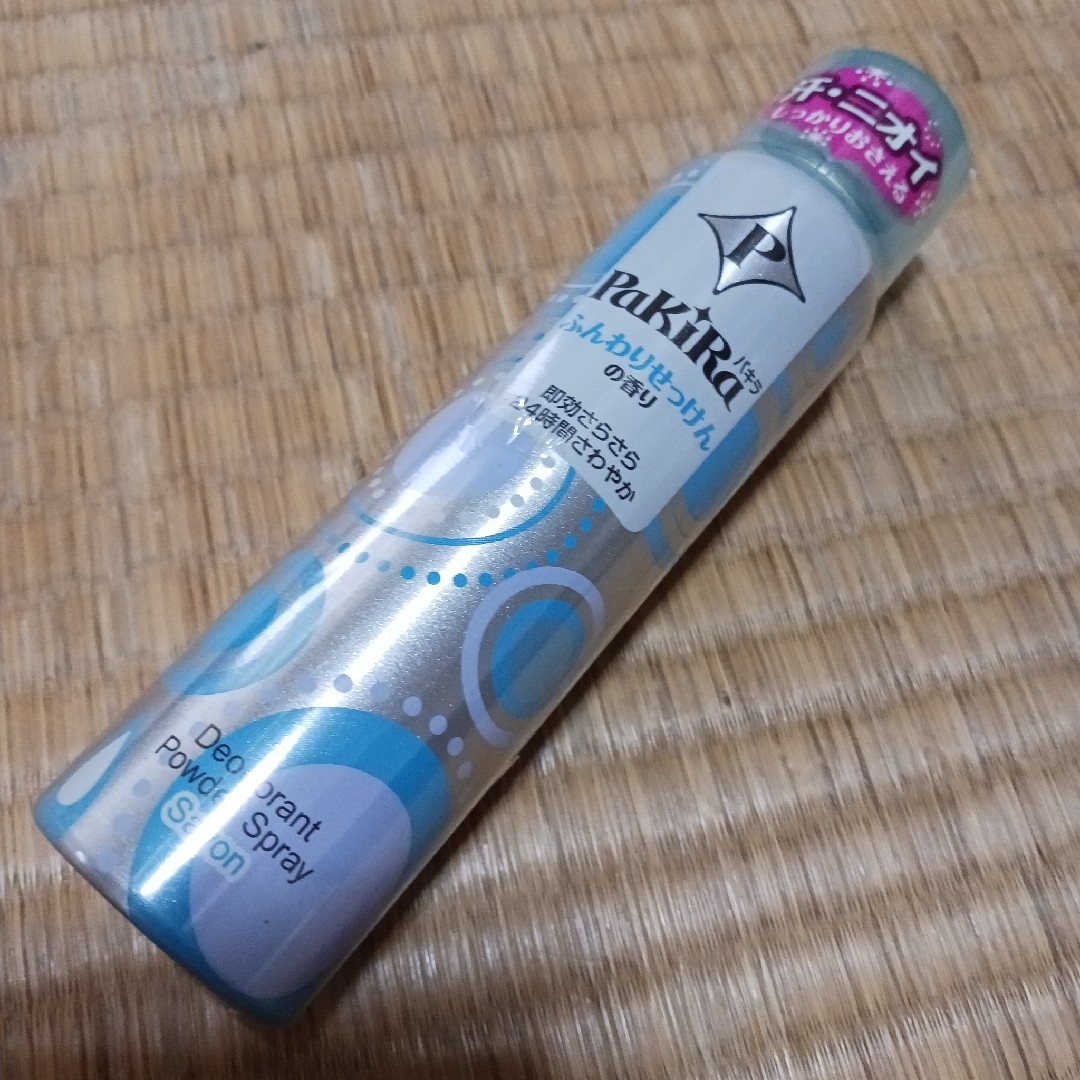 汗・ニオイ
しっかりおさえる
P
PaKiRa
パキラ
ふんわりせっけん
の香り
即効さらさら
24時間さわやか
Deodorant
Powder Spray
Savon